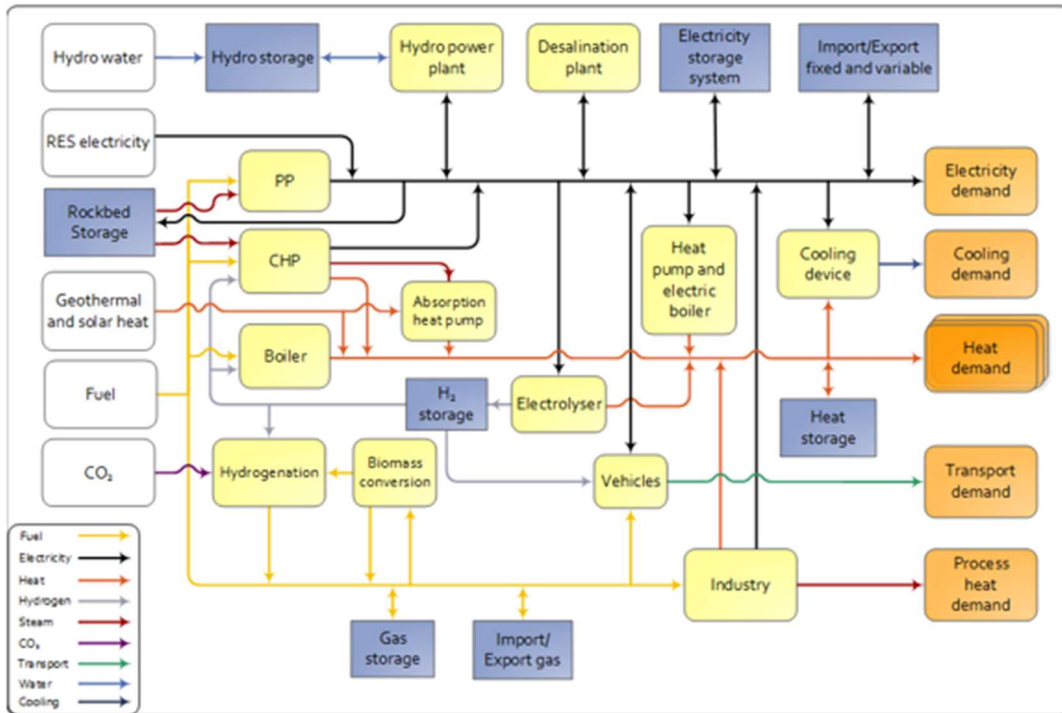 Hydro water
Hydro storage
Hydro power
plant
Desalination
plant
Electricity
storage
system
Import/Export
fixed and variable
RES electricity
PP
Electricity
demand
Rockbed
Storage
CHP
Heat
pump and
electric
boiler
Cooling
device
Cooling
demand
Geothermal
and solar heat
Absorption
heat pump
Boiler
Heat
demand
Fuel
H₂
storage
Electrolyser
Heat
storage
CO₂
Hydrogenation
Biomass
conversion
Vehicles
Transport
demand
Industry
Process
heat
demand
Gas
storage
Import/
Export gas
Fuel
Electricity
Heat
Hydrogen
Steam
CO₂
Transport
Water
Cooling